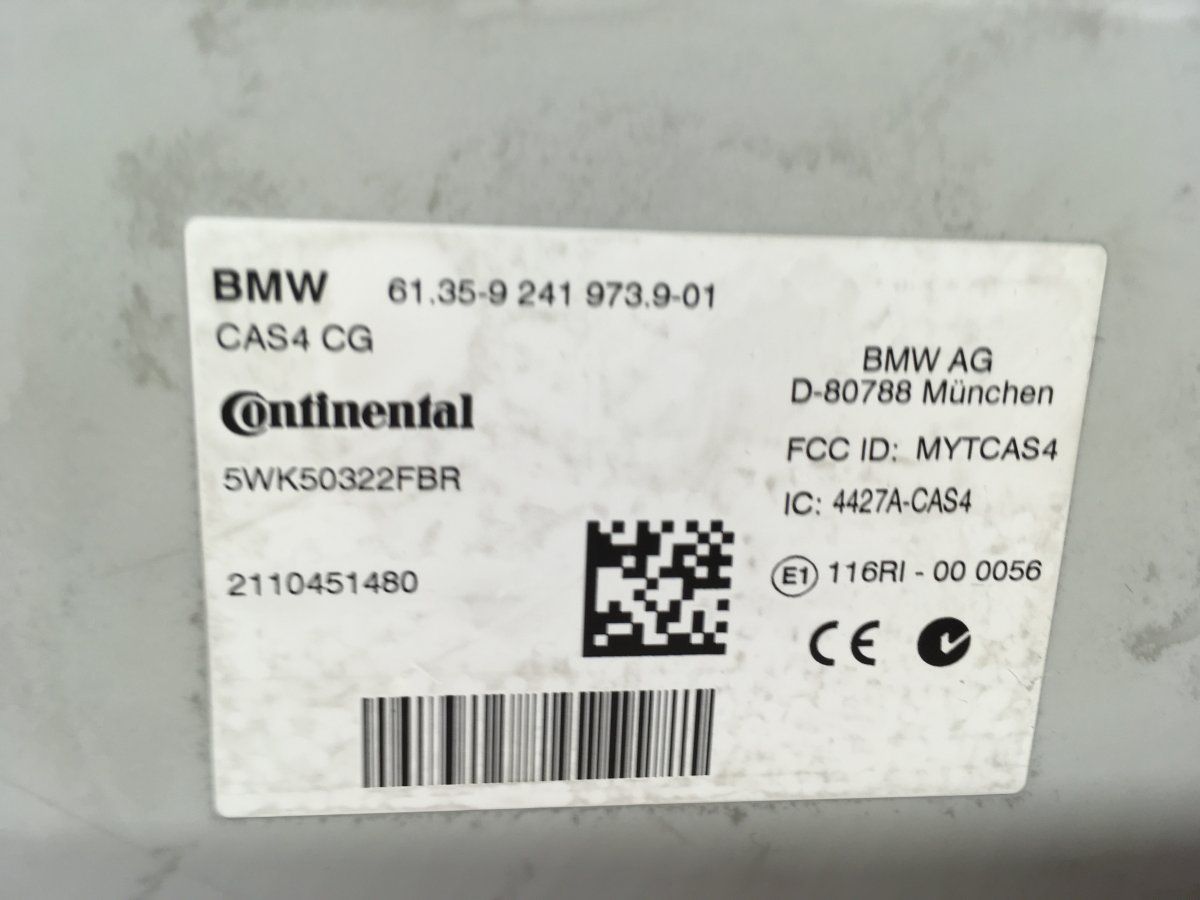 BMW 61.35-9 241 973.9-01
CAS4 CG
Continental
5WK50322FBR
2110451480
BMW AG
D-80788 München
FCC ID: MYTCAS4
IC: 4427A-CAS4
E1 116RI - 00 0056
CE